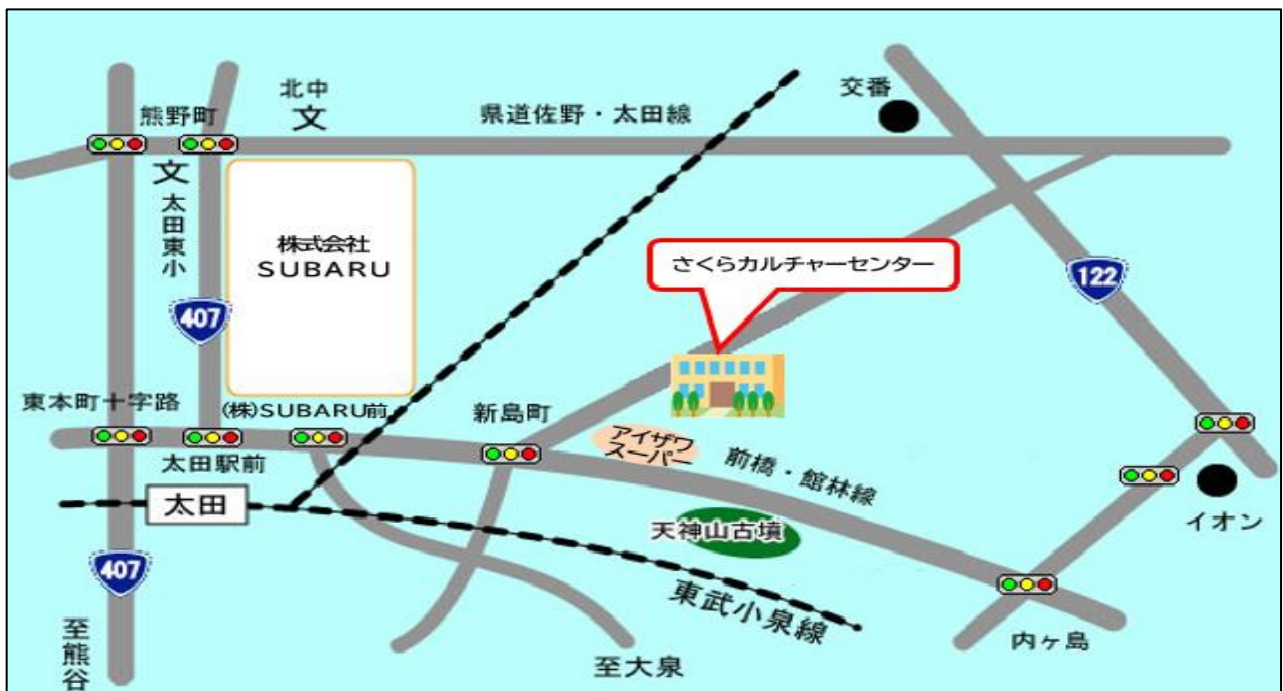 北中
文
交番
熊野町
県道佐野・太田線
文
太田東小
株式会社
SUBARU
さくらカルチャーセンター
122
407
東本町十字路
(株)SUBARU前
新島町
アイザワ
スーパー
太田駅前
前橋・館林線
太田
天神山古墳
イオン
407
東武小泉線
至熊谷
至大泉
内ヶ島